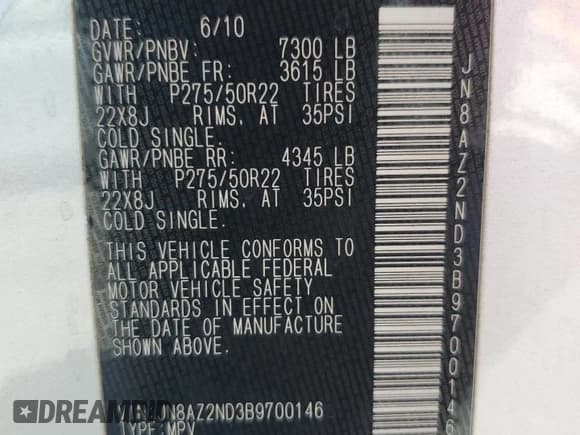 DATE: 6/10
GVWR/PNBV: 7300 LB
GAWR/PNBE FR: 3615 LB
WITH P275/50R22 TIRES
22X8J RIMS, AT 35PSI
COLD SINGLE.
GAWR/PNBE RR: 4345 LB
WITH P275/50R22 TIRES
22X8J RIMS, AT 35PSI
COLD SINGLE.
THIS VEHICLE CONFORMS TO
ALL APPLICABLE FEDERAL
MOTOR VEHICLE SAFETY
STANDARDS IN EFFECT ON
THE DATE OF MANUFACTURE
SHOWN ABOVE.
JN8AZ2ND3B9700146
TYPE:MPV
JN8AZ2ND3B9700146
EPICVIN